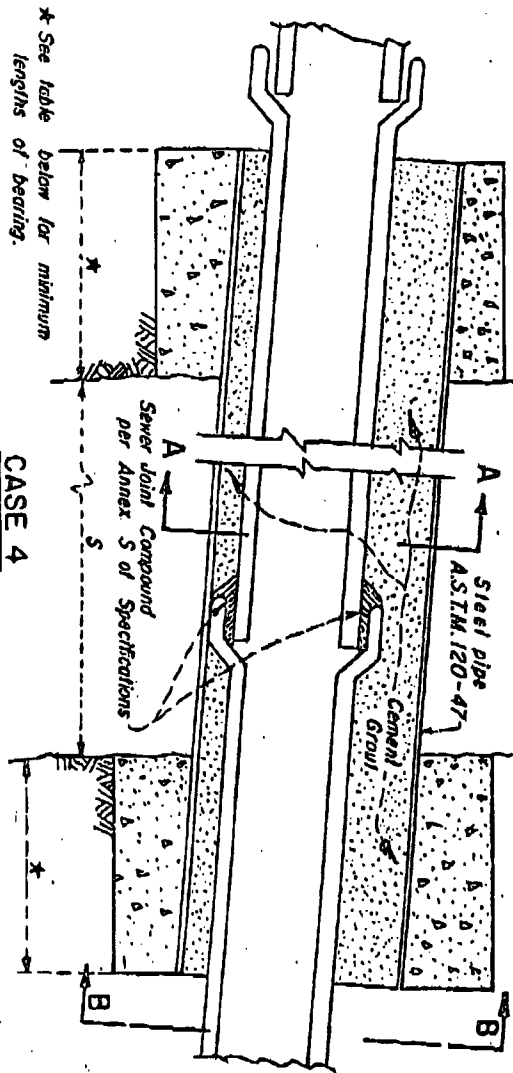 A
A
Steel pipe
A.S.T.M. 120-47
Cement
Grout
B
B
Sewer Joint Compound
per Annex S of Specifications
*
S
*
* See table below for minimum
lengths of bearing.
CASE 4